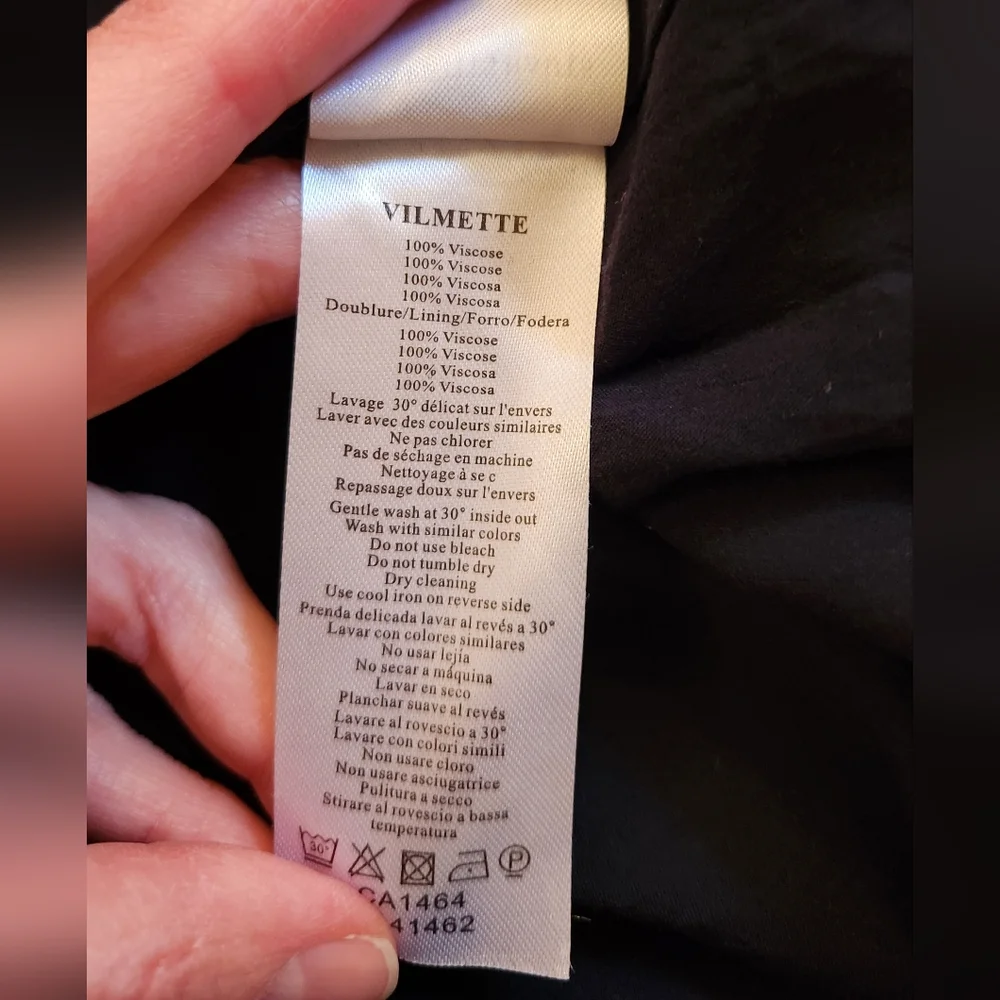 VILMETTE
100% Viscose
100% Viscose
100% Viscosa
100% Viscosa
Doublure/Lining/Forro/Fodera
100% Viscose
100% Viscose
100% Viscosa
100% Viscosa
Lavage 30° délicat sur l'envers
Laver avec des couleurs similaires
Ne pas chlorer
Pas de séchage en machine
Nettoyage à se c
Repassage doux sur l'envers
Gentle wash at 30° inside out
Wash with similar colors
Do not use bleach
Do not tumble dry
Dry cleaning
Use cool iron on reverse side
Prenda delicada lavar al revés a 30°
Lavar con colores similares
No usar lejía
No secar a máquina
Lavar en seco
Planchar suave al revés
Lavare al rovescio a 30°
Lavare con colori simili
Non usare cloro
Non usare asciugatrice
Pulitura a secco
Stirare al rovescio a bassa
temperatura
30° P
CA1464
41462